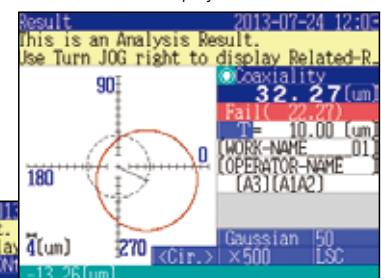 Result 2013-07-24 12:03
This is an Analysis Result.
Use Turn JOG right to display Related-R
Coaxiality
32.27[um]
Fail( 22.27)
T= 10.00 [um]
[WORK-NAME 01]
[OPERATOR-NAME ]
[A3][A1A2]
90
0
180
270
4[um]
<Cir.>
Gaussian 50
×500 LSC
-13.26[um]